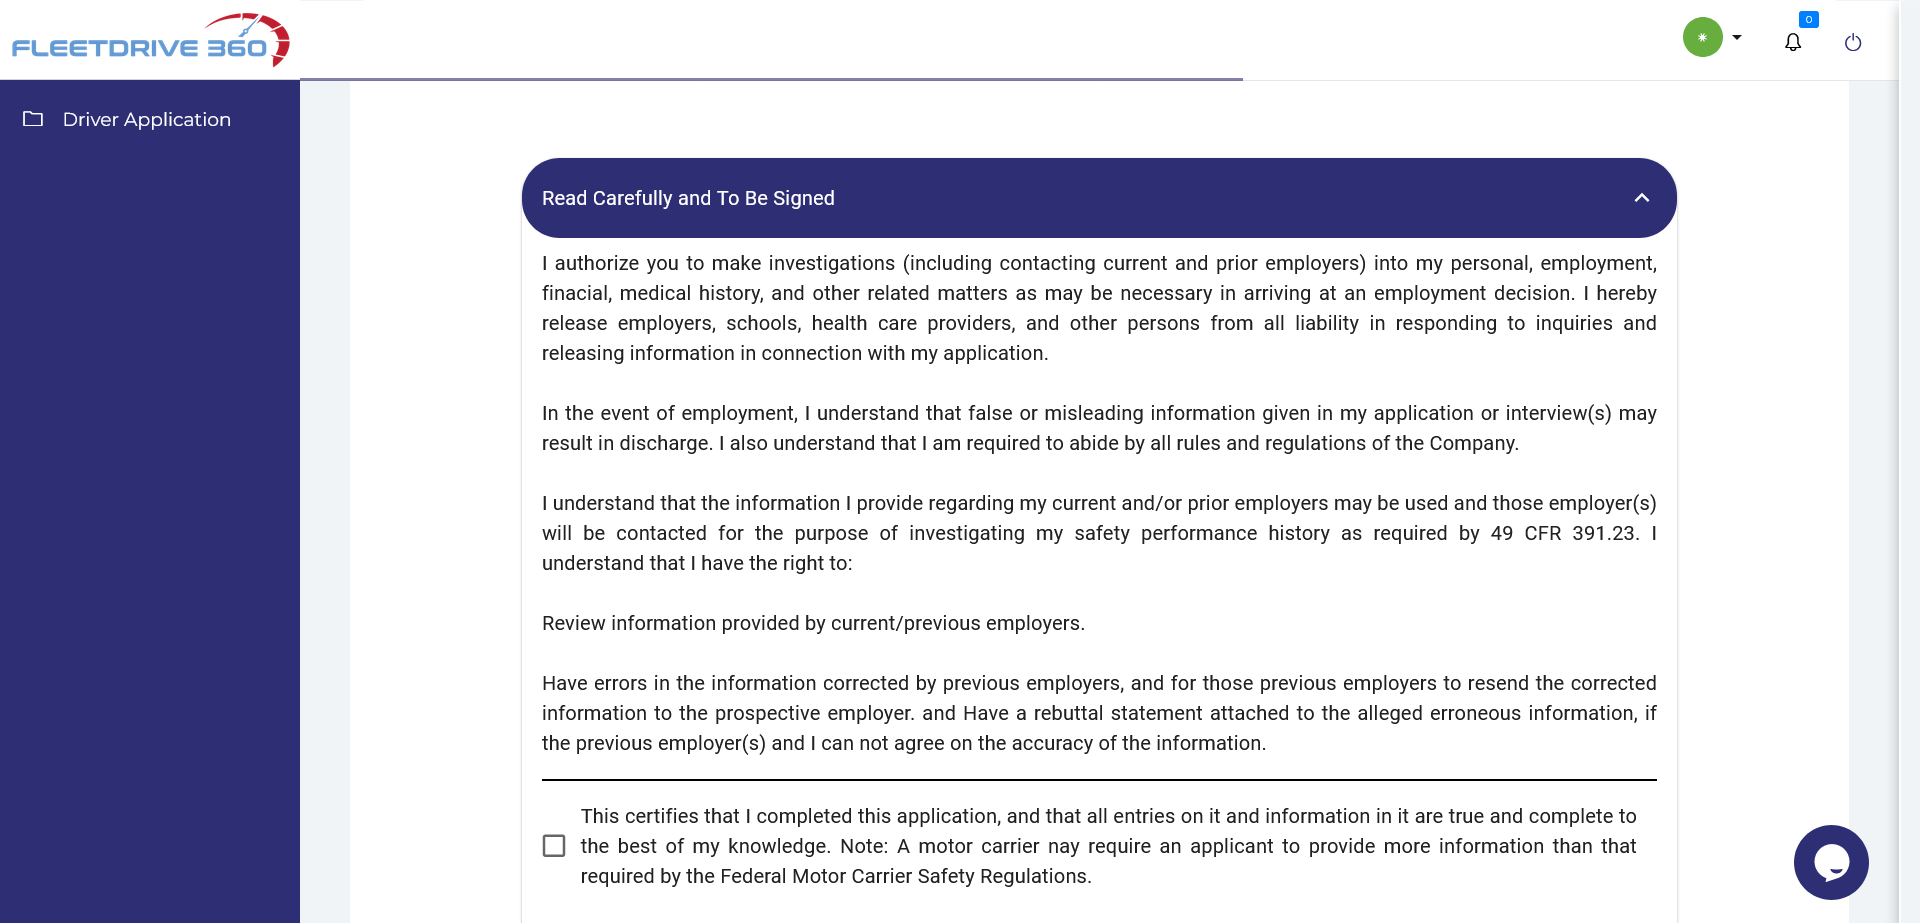 FLEETDRIVE 360
0
Driver Application
Read Carefully and To Be Signed
I authorize you to make investigations (including contacting current and prior employers) into my personal, employment,
finacial, medical history, and other related matters as may be necessary in arriving at an employment decision. I hereby
release employers, schools, health care providers, and other persons from all liability in responding to inquiries and
releasing information in connection with my application.
In the event of employment, I understand that false or misleading information given in my application or interview(s) may
result in discharge. I also understand that I am required to abide by all rules and regulations of the Company.
I understand that the information I provide regarding my current and/or prior employers may be used and those employer(s)
will be contacted for the purpose of investigating my safety performance history as required by 49 CFR 391.23. I
understand that I have the right to:
Review information provided by current/previous employers.
Have errors in the information corrected by previous employers, and for those previous employers to resend the corrected
information to the prospective employer. and Have a rebuttal statement attached to the alleged erroneous information, if
the previous employer(s) and I can not agree on the accuracy of the information.
This certifies that I completed this application, and that all entries on it and information in it are true and complete to
the best of my knowledge. Note: A motor carrier nay require an applicant to provide more information than that
required by the Federal Motor Carrier Safety Regulations.